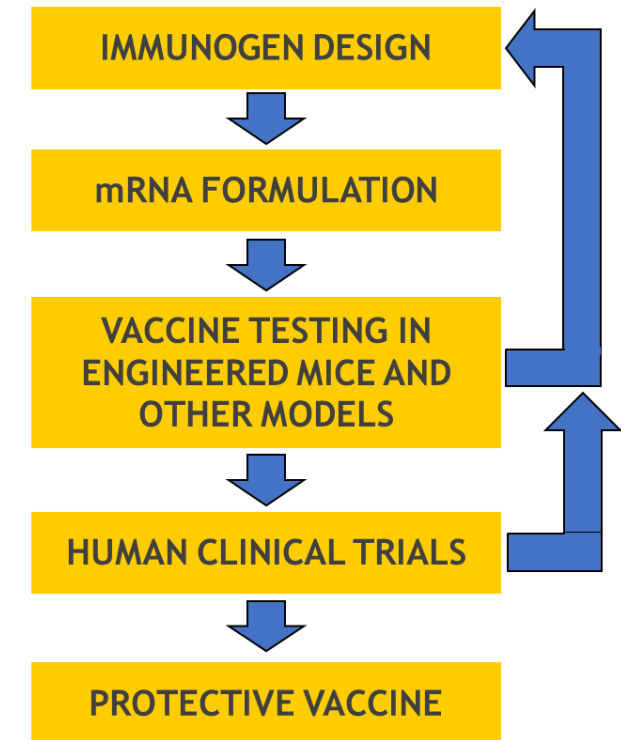 IMMUNOGEN DESIGN
mRNA FORMULATION
VACCINE TESTING IN
ENGINEERED MICE AND
OTHER MODELS
HUMAN CLINICAL TRIALS
PROTECTIVE VACCINE